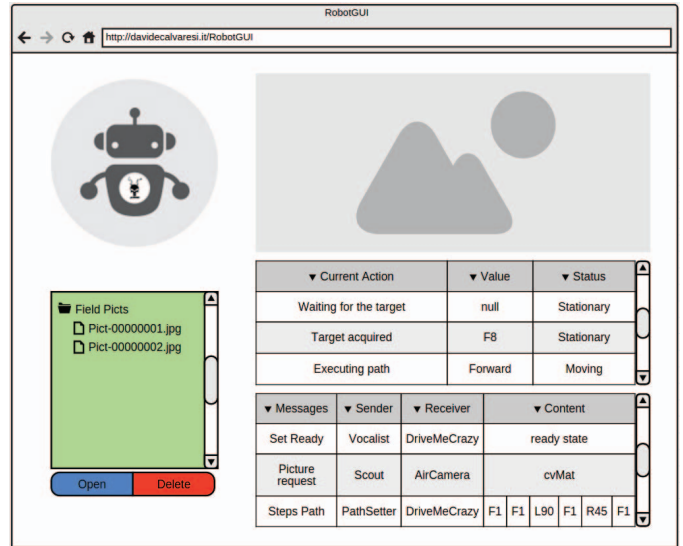 RobotGUI
http://davidecalvaresi.it/RobotGUI
Field Picts
Pict-00000001.jpg
Pict-00000002.jpg
Open Delete
▼ Current Action ▼ Value ▼ Status
Waiting for the target null Stationary
Target acquired F8 Stationary
Executing path Forward Moving
▼ Messages ▼ Sender ▼ Receiver ▼ Content
Set Ready Vocalist DriveMeCrazy ready state
Picture request Scout AirCamera cvMat
Steps Path PathSetter DriveMeCrazy F1 F1 L90 F1 R45 F1